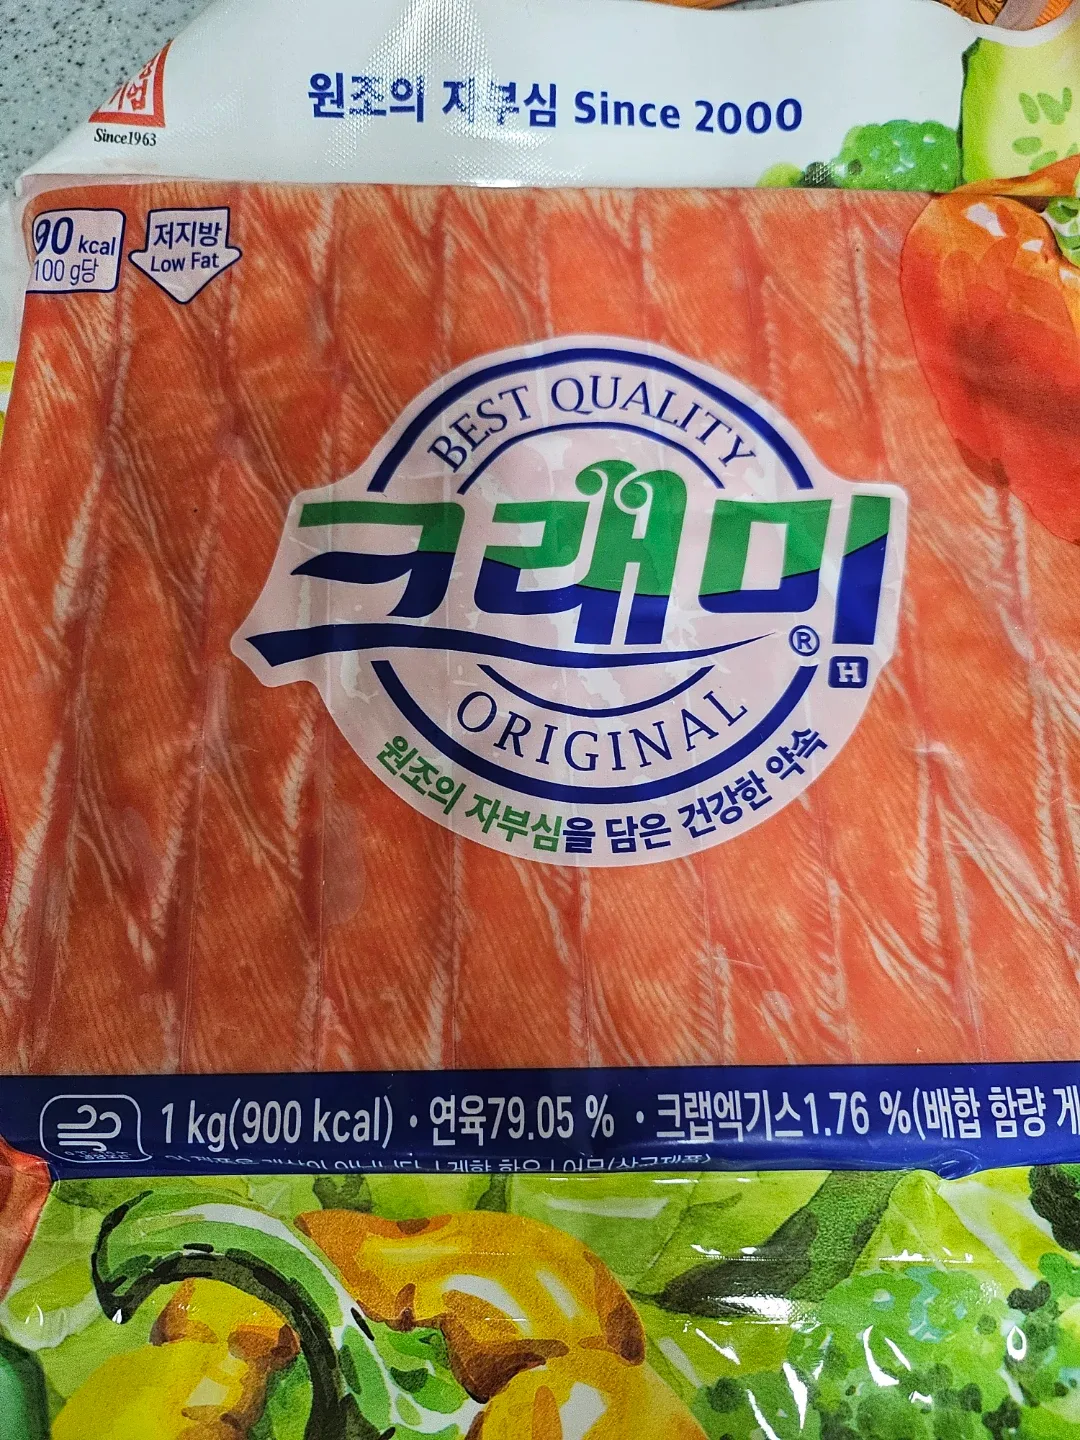 원조의 자부심 Since 2000
Since1963
90 kcal
100 g당
저지방
Low Fat
BEST QUALITY
크래미
®
H
ORIGINAL
원조의 자부심을 담은 건강한 약속
1 kg(900 kcal) · 연육79.05 % · 크랩엑기스1.76 %(배합 함량 게